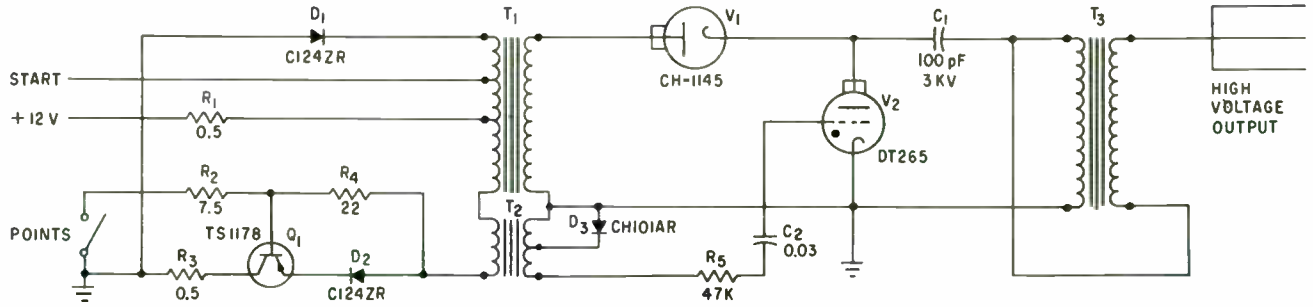 D1
C124ZR
T1
V1
CH-1145
C1
100 pF
3 KV
T3
START
R1
0.5
+12 V
V2
DT265
HIGH
VOLTAGE
OUTPUT
R2
7.5
R4
22
POINTS
TS1178
Q1
R3
0.5
D2
C124ZR
T2
D3
CH101AR
C2
0.03
R5
47K